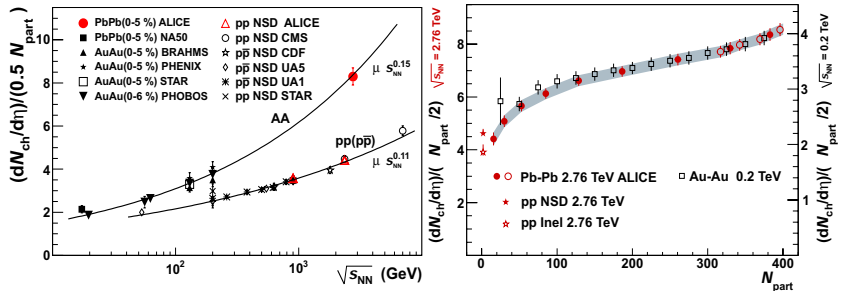 (dN_ch/dη)/(0.5 N_part)
10
8
6
4
2
0
PbPb(0-5 %) ALICE
PbPb(0-5 %) NA50
AuAu(0-5 %) BRAHMS
AuAu(0-5 %) PHENIX
AuAu(0-5 %) STAR
AuAu(0-6 %) PHOBOS
pp NSD ALICE
pp NSD CMS
pp̅ NSD CDF
pp̅ NSD UA5
pp̅ NSD UA1
pp NSD STAR
μ s_NN^0.15
AA
pp(pp̅)
μ s_NN^0.11
10²
10³
√s_NN (GeV)
√s_NN = 2.76 TeV
(dN_ch/dη)/( N_part /2)
8
6
4
2
Pb-Pb 2.76 TeV ALICE
Au-Au 0.2 TeV
pp NSD 2.76 TeV
pp Inel 2.76 TeV
0
100
200
300
400
N_part
4
3
2
1
√s_NN = 0.2 TeV
(dN_ch/dη)/( N_part /2)